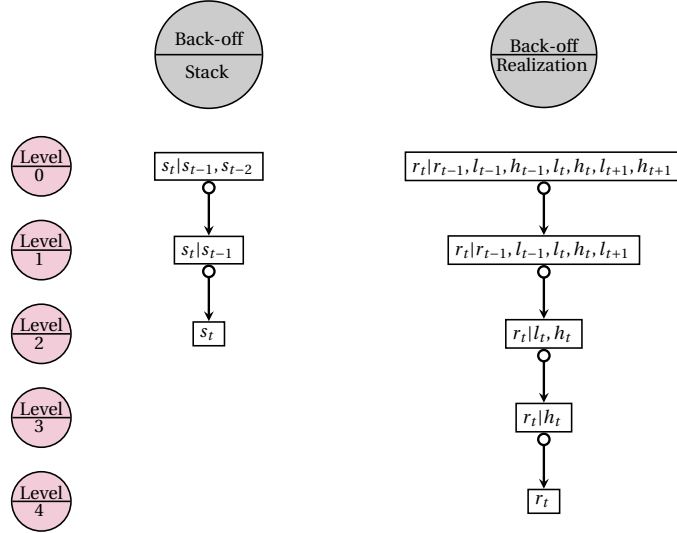 Back-off
Stack
Back-off
Realization
Level
0
s_t|s_{t−1}, s_{t−2}
r_t|r_{t−1}, l_{t−1}, h_{t−1}, l_t, h_t, l_{t+1}, h_{t+1}
Level
1
s_t|s_{t−1}
r_t|r_{t−1}, l_{t−1}, l_t, h_t, l_{t+1}
Level
2
s_t
r_t|l_t, h_t
Level
3
r_t|h_t
Level
4
r_t